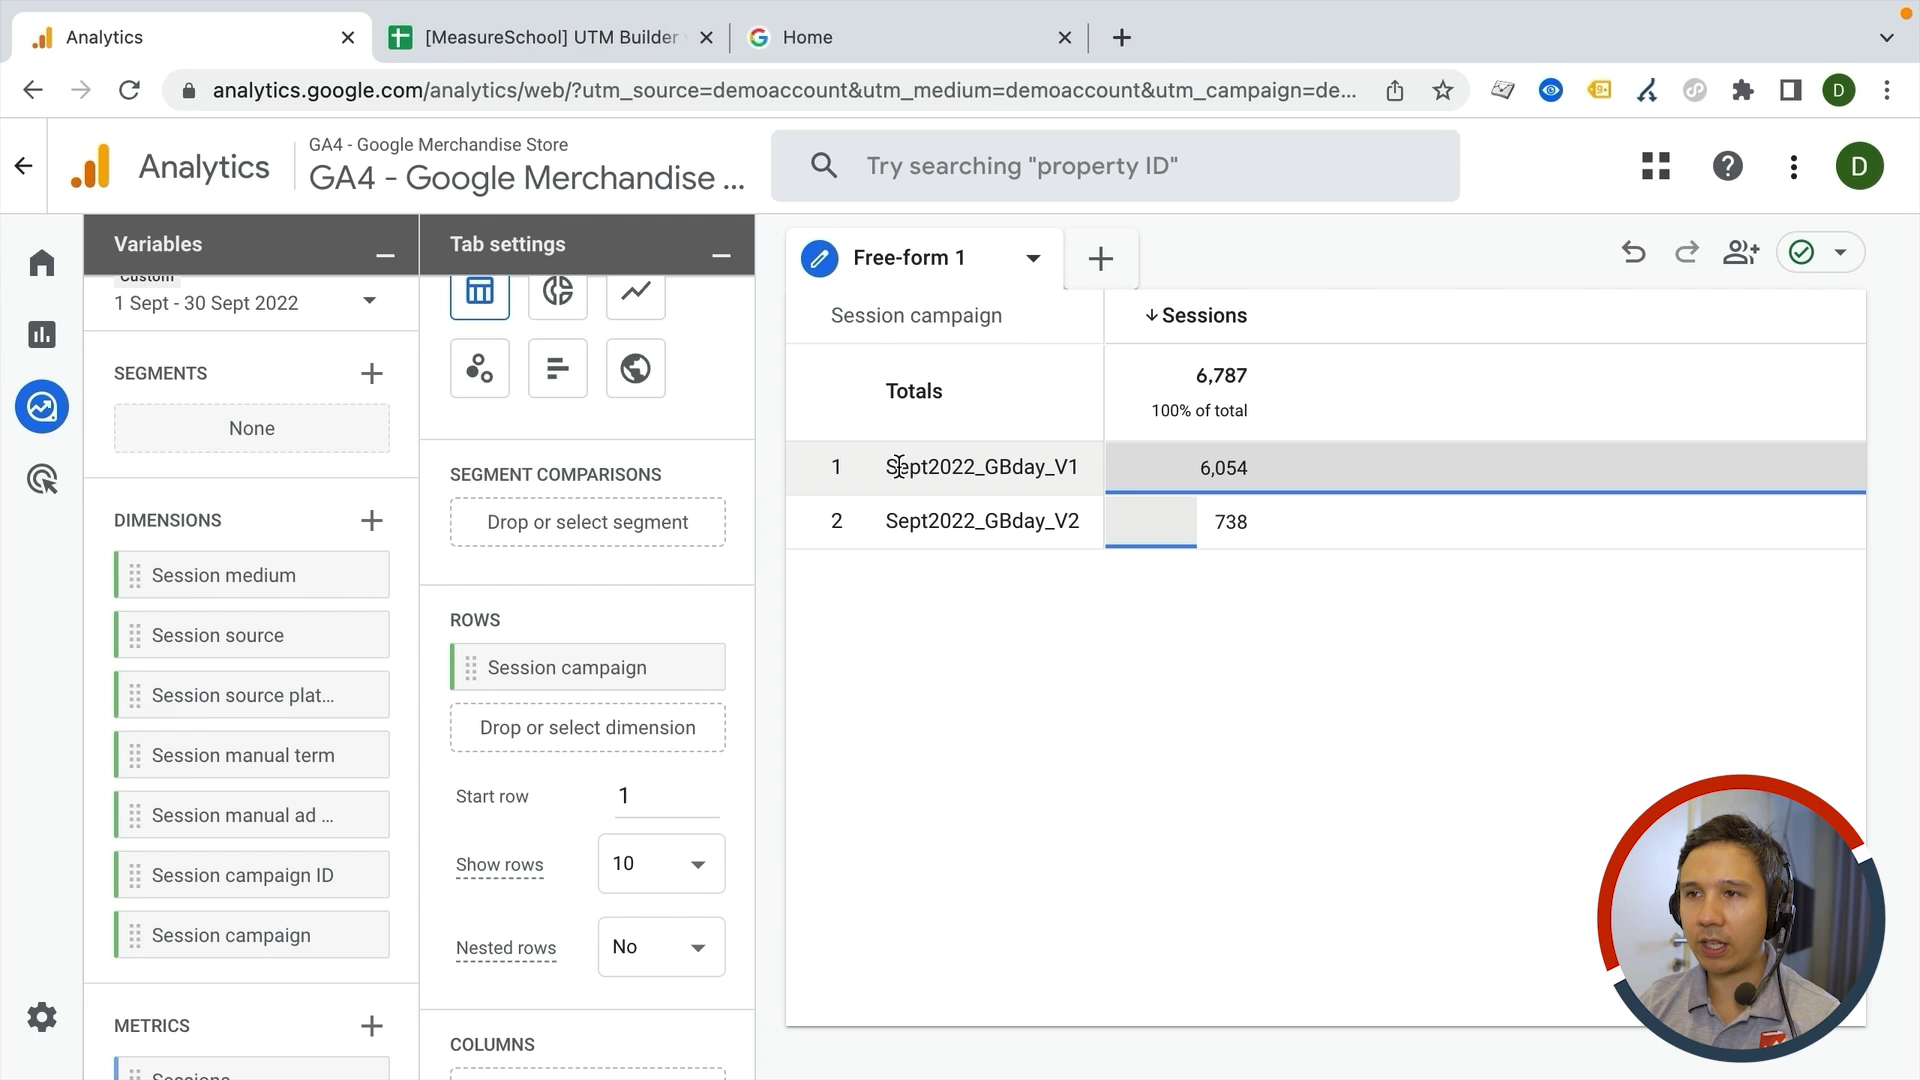 Analytics
[MeasureSchool] UTM Builder
Home
analytics.google.com/analytics/web/?utm_source=demoaccount&utm_medium=demoaccount&utm_campaign=de...
9+
D
Analytics
GA4 - Google Merchandise Store
GA4 - Google Merchandise ...
Try searching "property ID"
D
Variables
Custom
1 Sept - 30 Sept 2022
SEGMENTS
None
DIMENSIONS
Session medium
Session source
Session source plat...
Session manual term
Session manual ad ...
Session campaign ID
Session campaign
METRICS
Sessions
Tab settings
SEGMENT COMPARISONS
Drop or select segment
ROWS
Session campaign
Drop or select dimension
Start row 1
Show rows 10
Nested rows No
COLUMNS
Free-form 1
Session campaign Sessions
Totals 6,787
100% of total
1 Sept2022_GBday_V1 6,054
2 Sept2022_GBday_V2 738